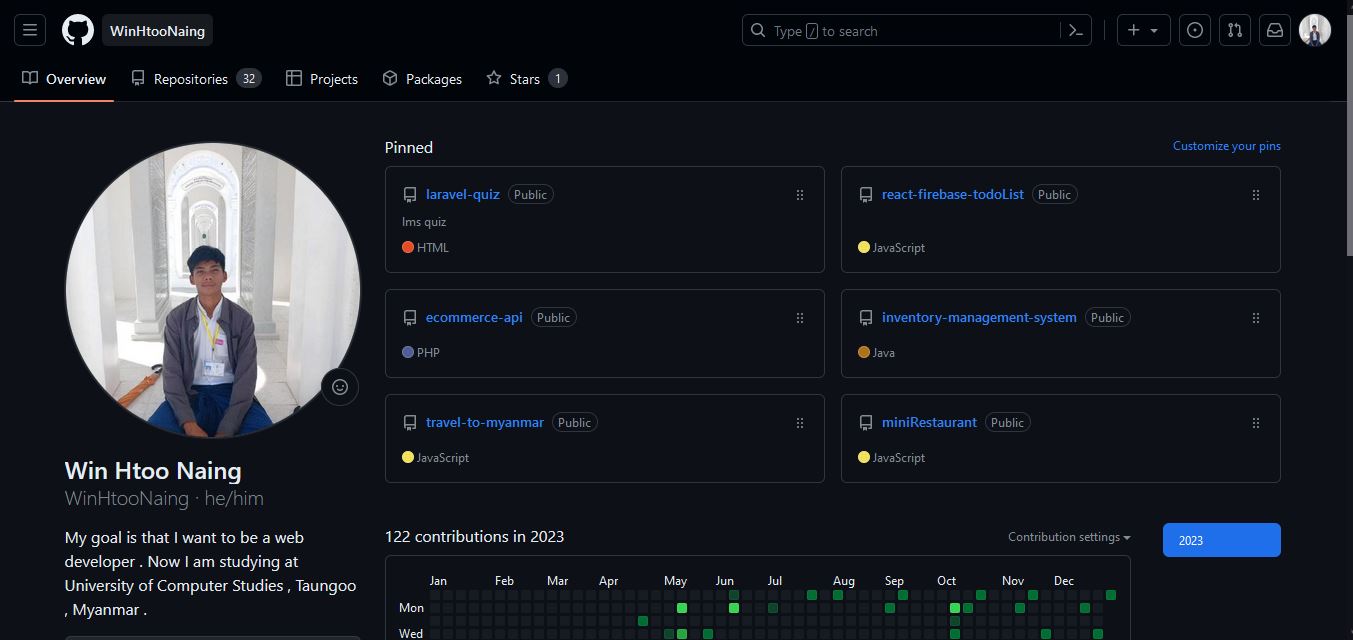 WinHtooNaing
Type / to search
Overview
Repositories 32
Projects
Packages
Stars 1
Pinned
Customize your pins
laravel-quiz Public
lms quiz
HTML
react-firebase-todoList Public
JavaScript
ecommerce-api Public
PHP
inventory-management-system Public
Java
travel-to-myanmar Public
JavaScript
miniRestaurant Public
JavaScript
Win Htoo Naing
WinHtooNaing · he/him
My goal is that I want to be a web
developer . Now I am studying at
University of Computer Studies , Taungoo
, Myanmar .
122 contributions in 2023
Contribution settings
2023
Jan Feb Mar Apr May Jun Jul Aug Sep Oct Nov Dec
Mon
Wed